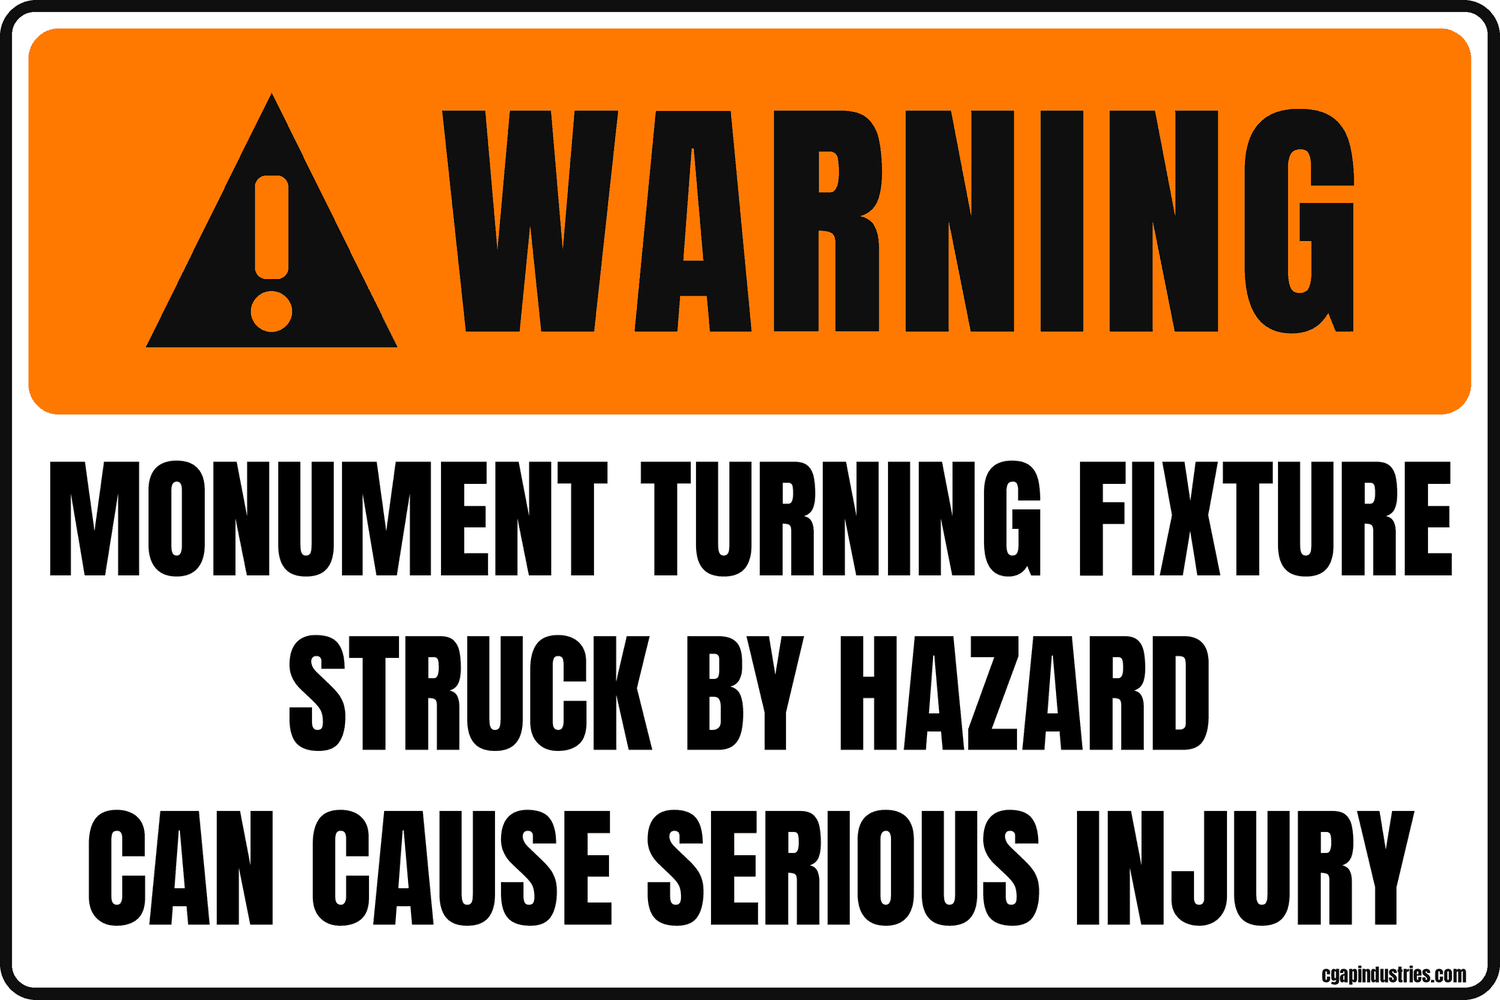 WARNING
MONUMENT TURNING FIXTURE
STRUCK BY HAZARD
CAN CAUSE SERIOUS INJURY
cgapindustries.com